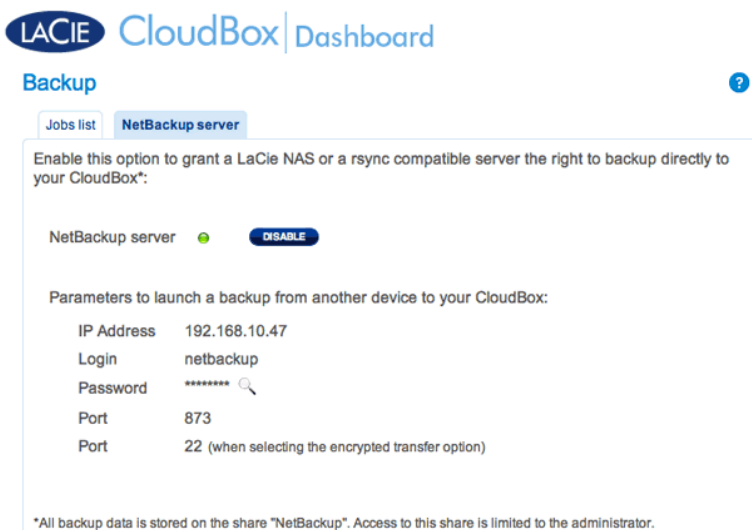 LACIE CloudBox Dashboard
Backup
?
Jobs list NetBackup server
Enable this option to grant a LaCie NAS or a rsync compatible server the right to backup directly to
your CloudBox*:
NetBackup server DISABLE
Parameters to launch a backup from another device to your CloudBox:
IP Address 192.168.10.47
Login netbackup
Password ********
Port 873
Port 22 (when selecting the encrypted transfer option)
*All backup data is stored on the share "NetBackup". Access to this share is limited to the administrator.